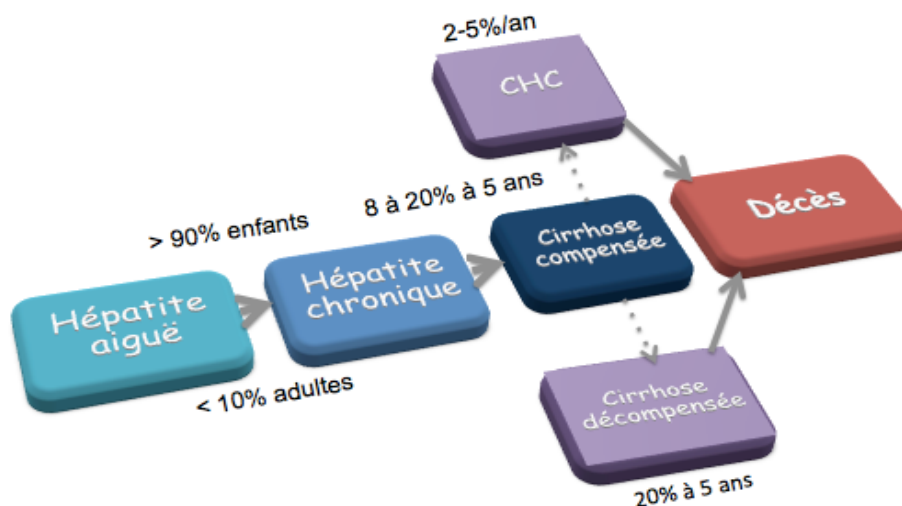 2-5%/an
CHC
8 à 20% à 5 ans
Décès
> 90% enfants
Cirrhose
compensée
Hépatite
chronique
Hépatite
aiguë
< 10% adultes
Cirrhose
décompensée
20% à 5 ans